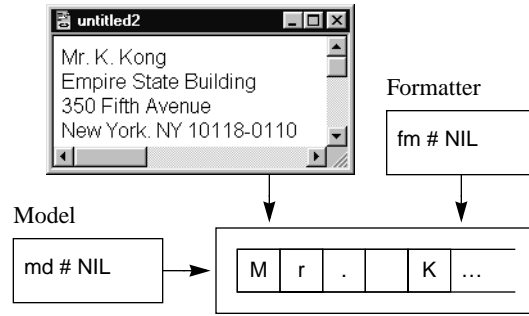 untitled2
Mr. K. Kong
Empire State Building
350 Fifth Avenue
New York. NY 10118-0110
Formatter
fm # NIL
Model
md # NIL
M r . K ...